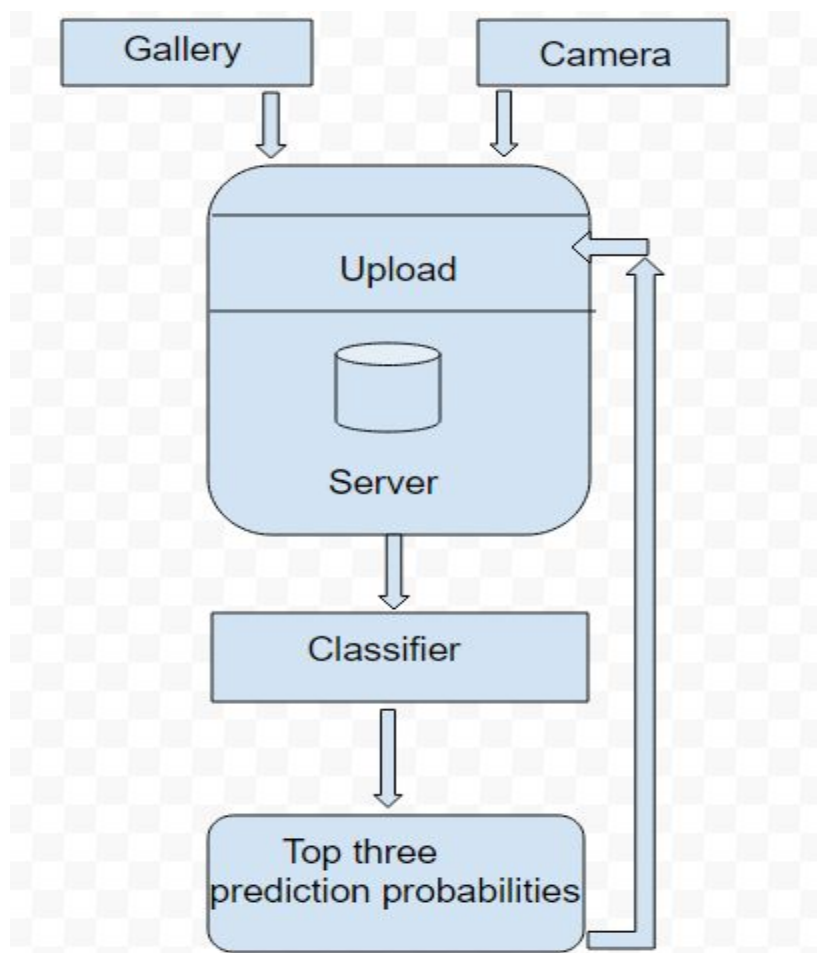 Gallery
Camera
Upload
Server
Classifier
Top three
prediction probabilities